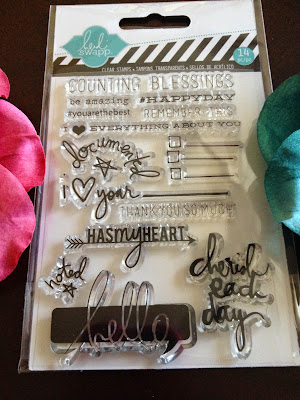 heidi
swapp.
14
CLEAR STAMPS • TAMPONS TRANSPARENTS • SELLOS DE ACRÍLICO
COUNTING BLESSINGS
be amazing #HAPPYDAY
#youarethebest REMEMBER THIS
I EVERYTHING ABOUT YOU
documented
i your
THANK YOU SO MUCH
HASmyHEART
noted
cherish
each
day
hello